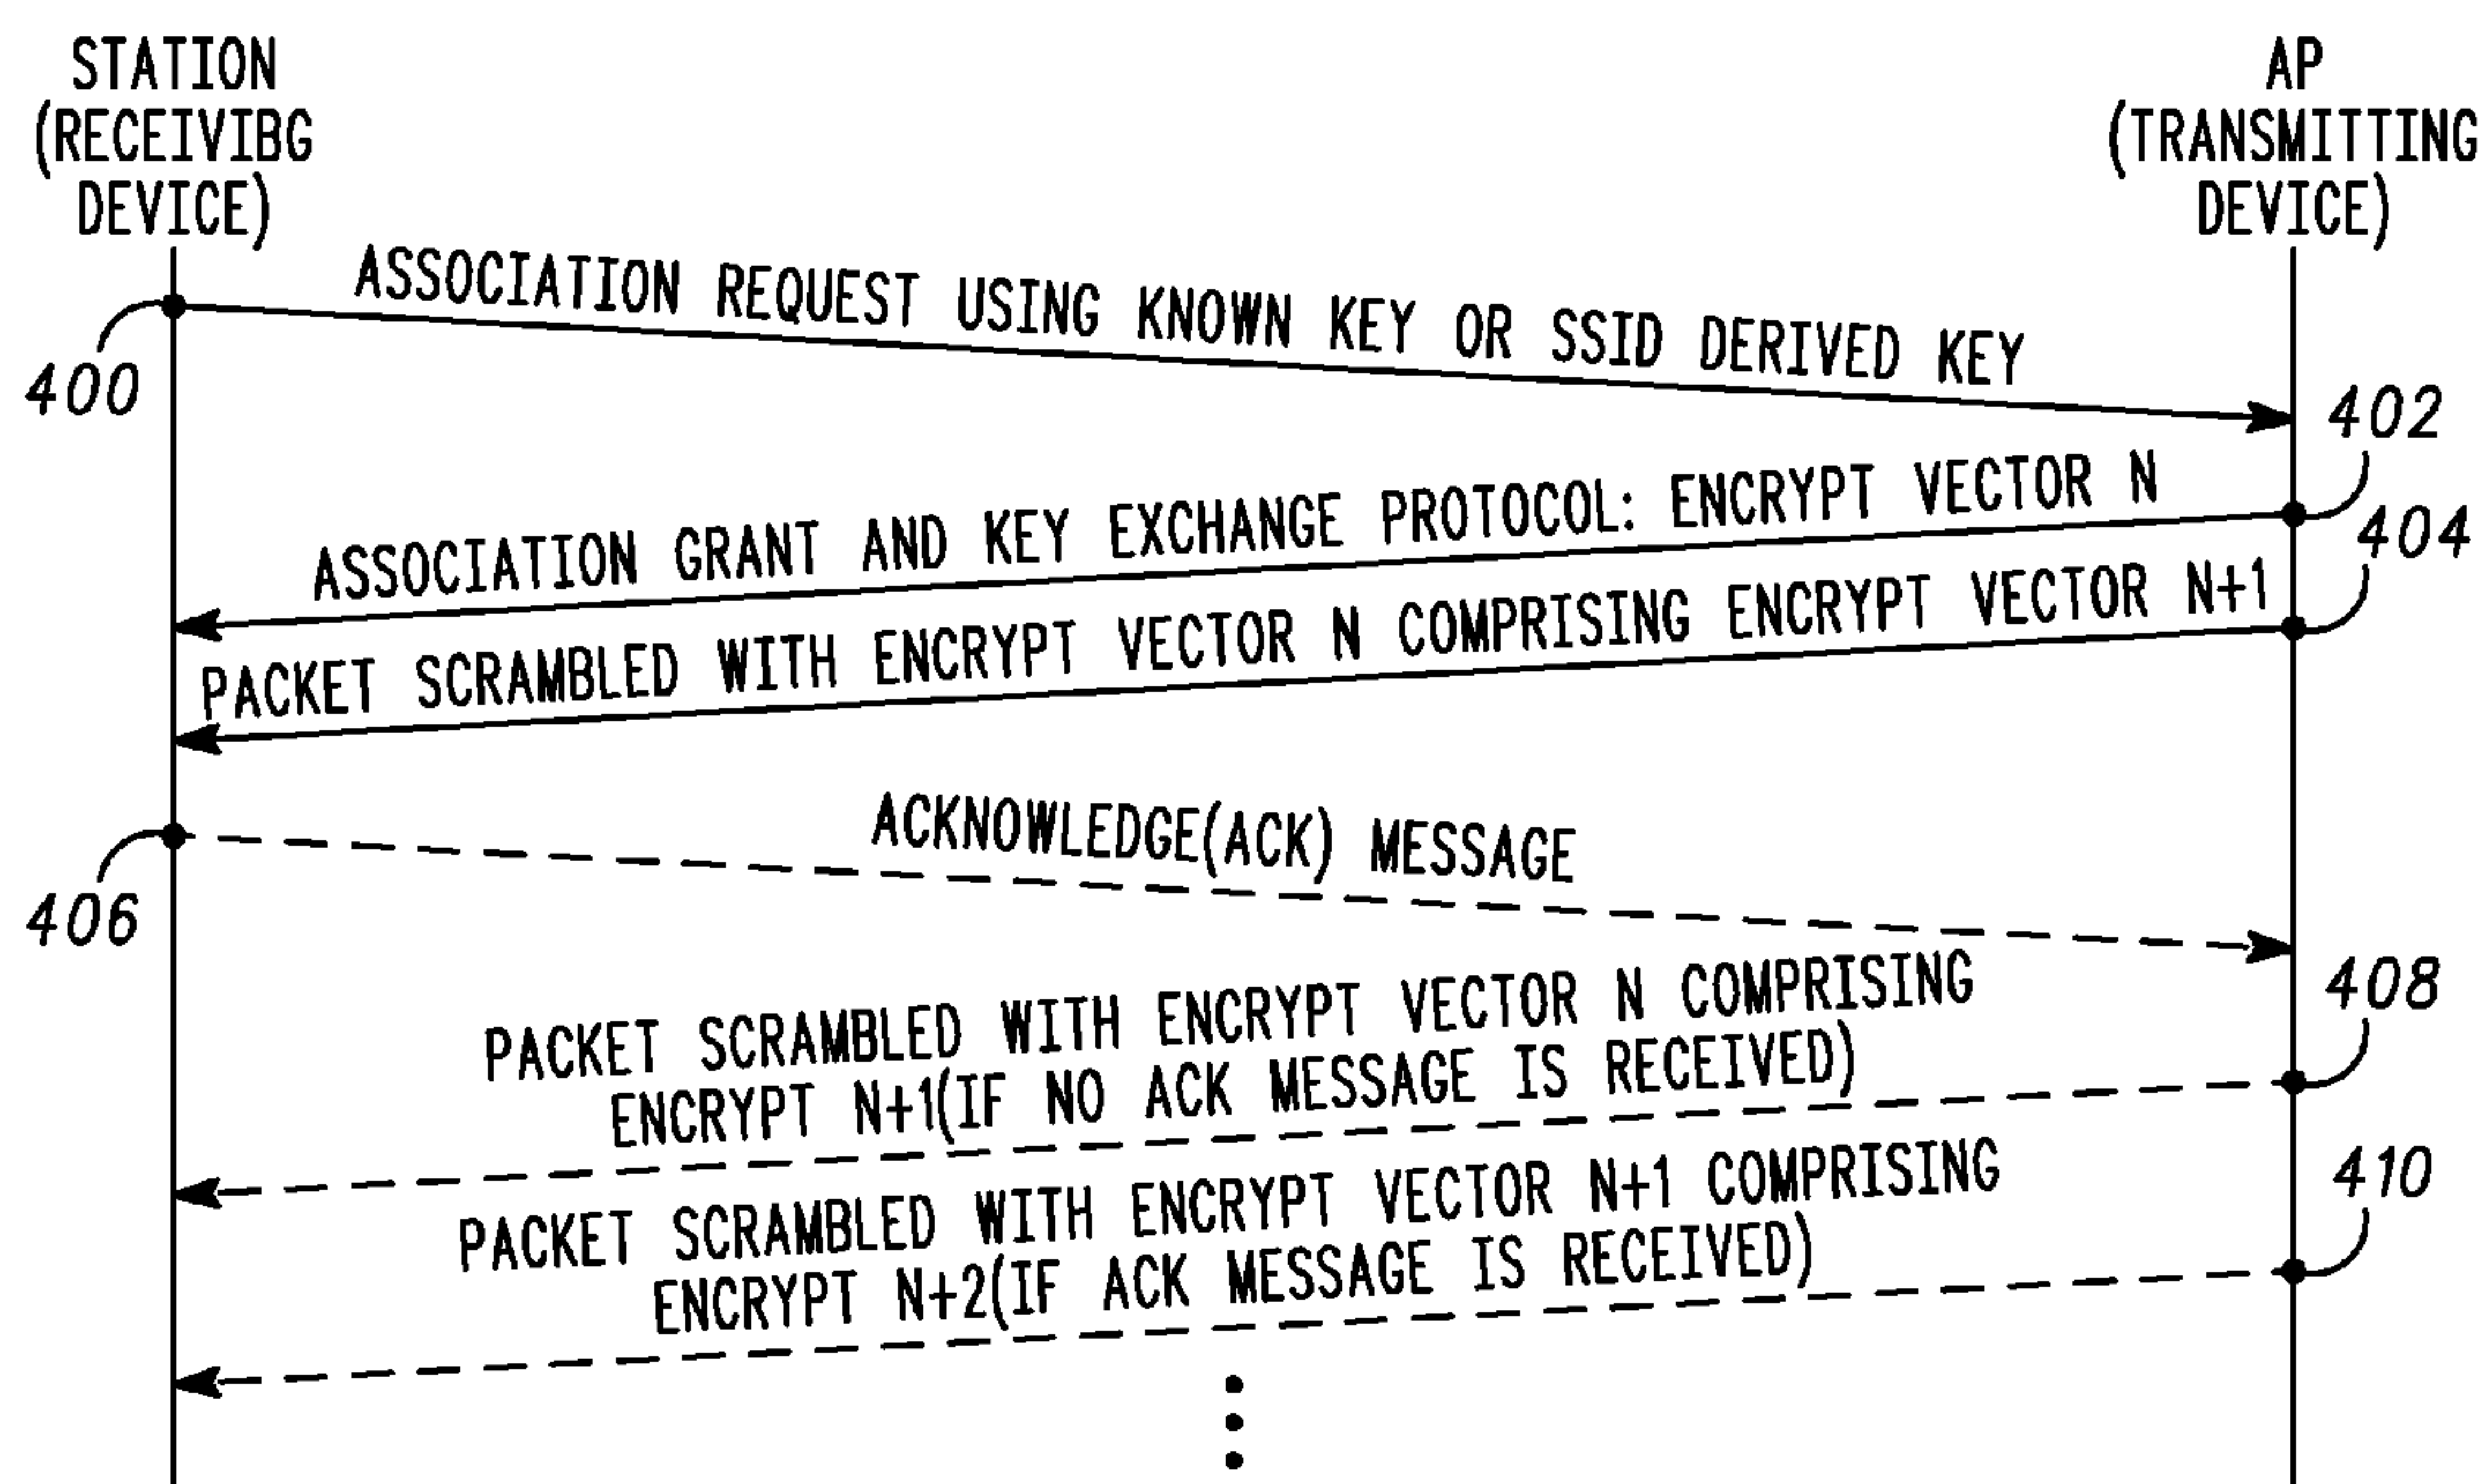 STATION
(RECEIVIBG
DEVICE)
AP
(TRANSMITTING
DEVICE)
ASSOCIATION REQUEST USING KNOWN KEY OR SSID DERIVED KEY
400
402
ASSOCIATION GRANT AND KEY EXCHANGE PROTOCOL: ENCRYPT VECTOR N
404
PACKET SCRAMBLED WITH ENCRYPT VECTOR N COMPRISING ENCRYPT VECTOR N+1
ACKNOWLEDGE(ACK) MESSAGE
406
408
PACKET SCRAMBLED WITH ENCRYPT VECTOR N COMPRISING
ENCRYPT N+1(IF NO ACK MESSAGE IS RECEIVED)
410
PACKET SCRAMBLED WITH ENCRYPT VECTOR N+1 COMPRISING
ENCRYPT N+2(IF ACK MESSAGE IS RECEIVED)